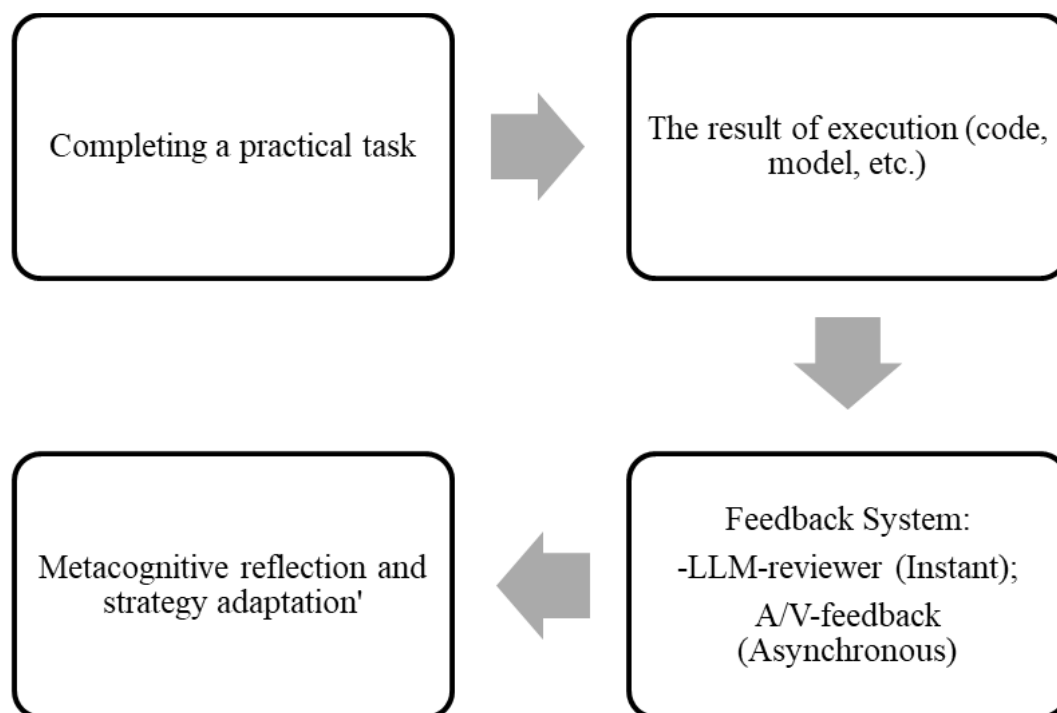 Completing a practical task
The result of execution (code,
model, etc.)
Metacognitive reflection and
strategy adaptation'
Feedback System:
-LLM-reviewer (Instant);
A/V-feedback
(Asynchronous)